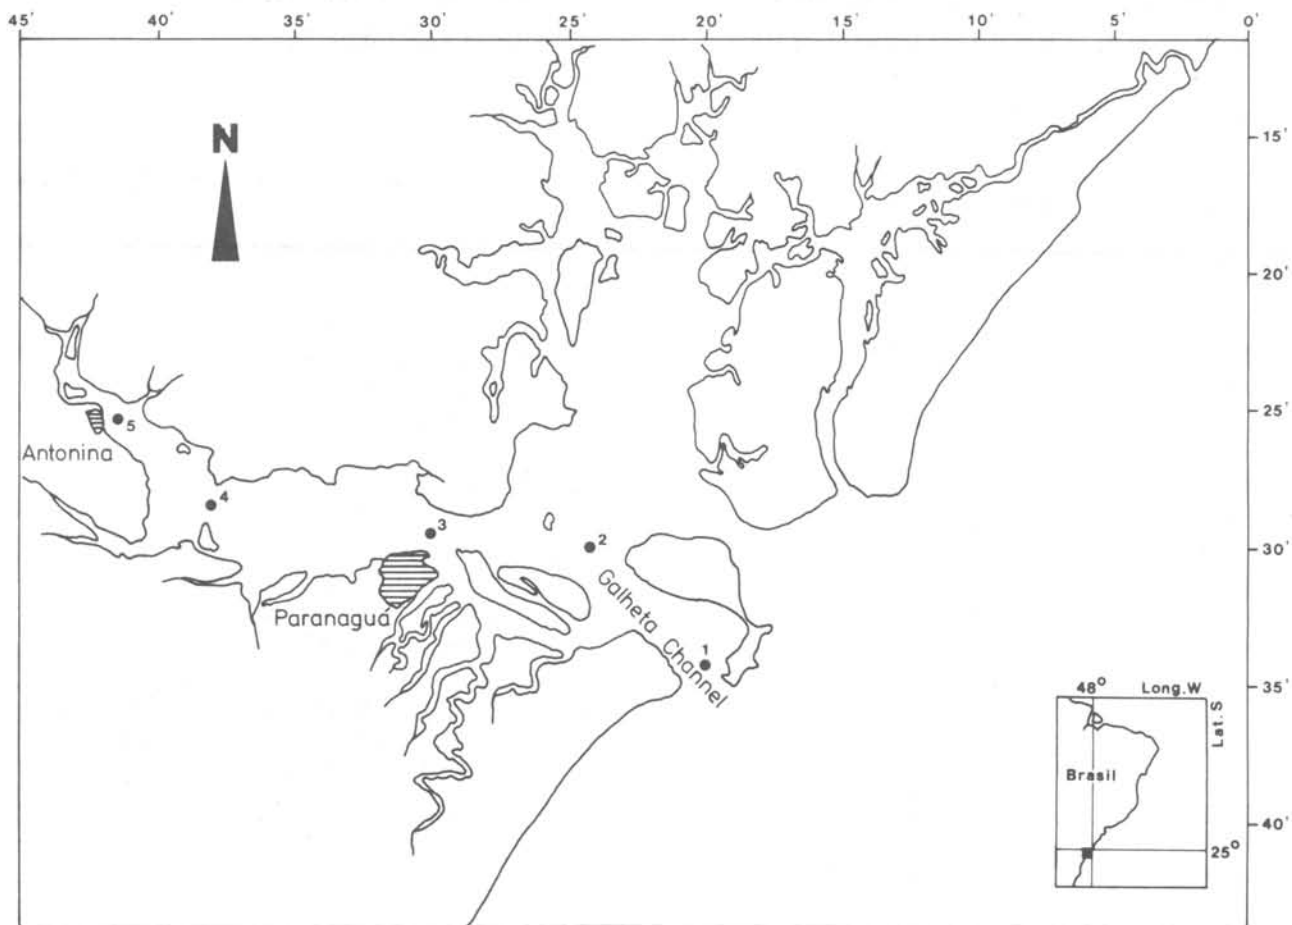 45' 40' 35' 30' 25' 20' 15' 10' 5' 0'
N
15'
20'
25'
30'
35'
40'
5
Antonina
4
3
2
Paranaguá
Galheta Channel
1
48° Long.W
Lat.S
Brasil
25°